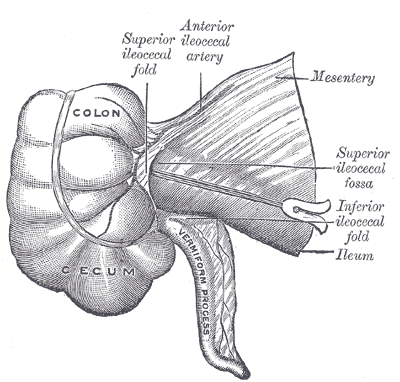 Anterior
ileocecal
artery
Superior
ileocecal
fold
Mesentery
COLON
Superior
ileocecal
fossa
Inferior
ileocecal
fold
Ileum
CECUM
VERMIFORM PROCESS